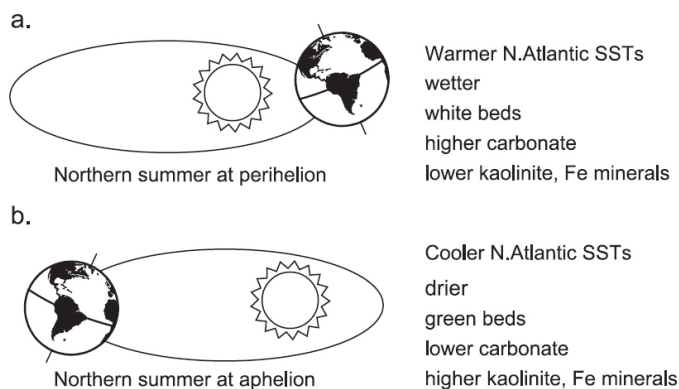 a.
Warmer N.Atlantic SSTs
wetter
white beds
higher carbonate
lower kaolinite, Fe minerals
Northern summer at perihelion
b.
Cooler N.Atlantic SSTs
drier
green beds
lower carbonate
higher kaolinite, Fe minerals
Northern summer at aphelion